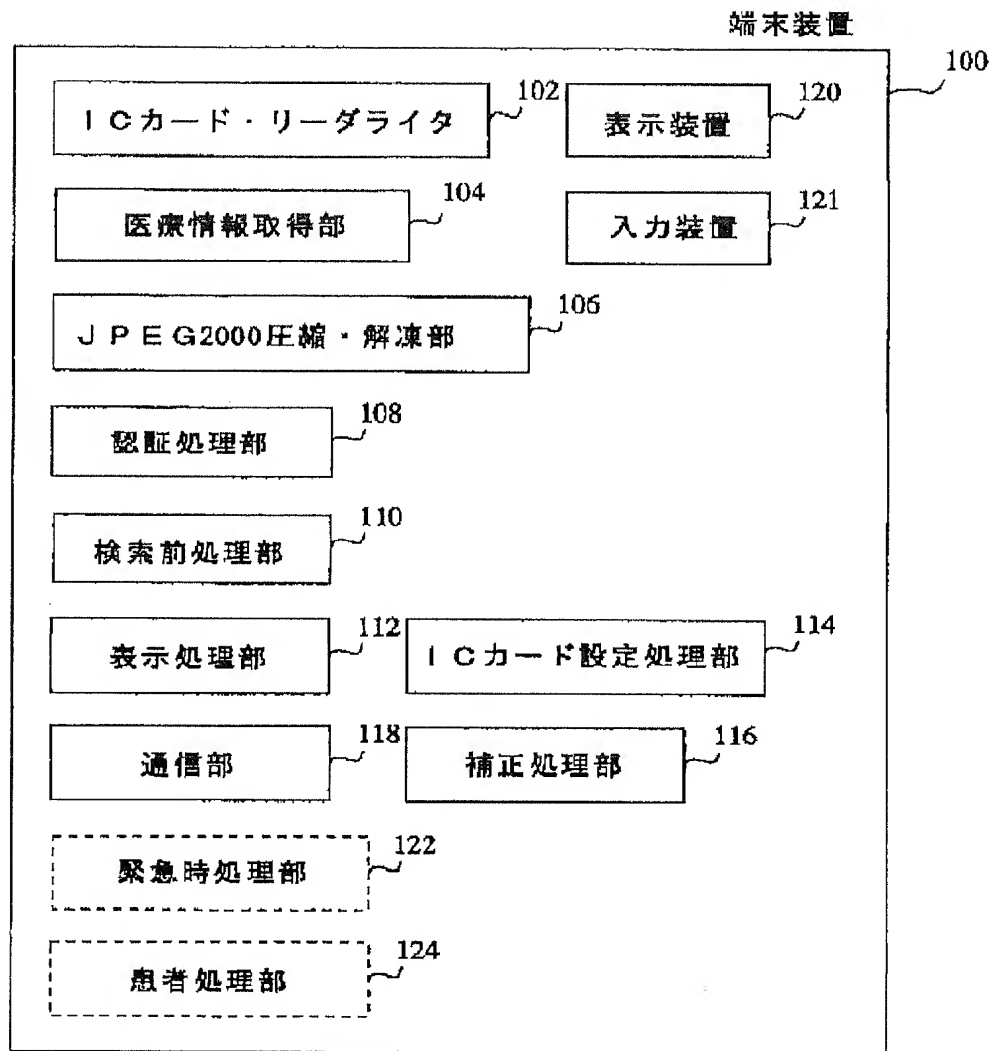 端末装置
100
ICカード・リーダライタ
102
表示装置
120
医療情報取得部
104
入力装置
121
JPEG2000圧縮・解凍部
106
認証処理部
108
検索前処理部
110
表示処理部
112
ICカード設定処理部
114
通信部
118
補正処理部
116
緊急時処理部
122
患者処理部
124